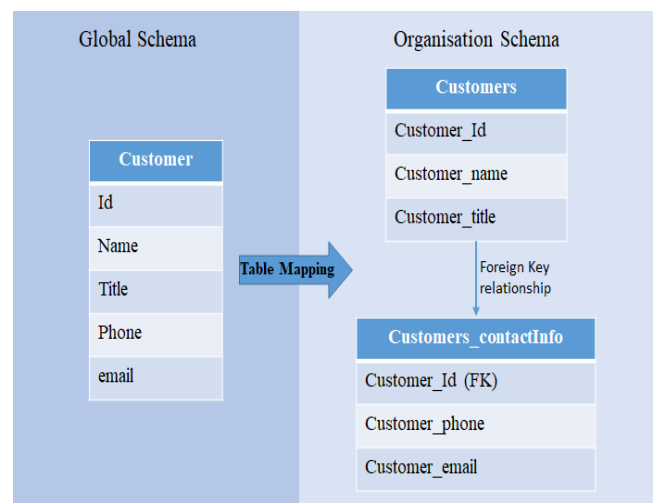 Global Schema
Customer
Id
Name
Title
Phone
email
Table Mapping
Organisation Schema
Customers
Customer_Id
Customer_name
Customer_title
Foreign Key
relationship
Customers_contactInfo
Customer_Id (FK)
Customer_phone
Customer_email